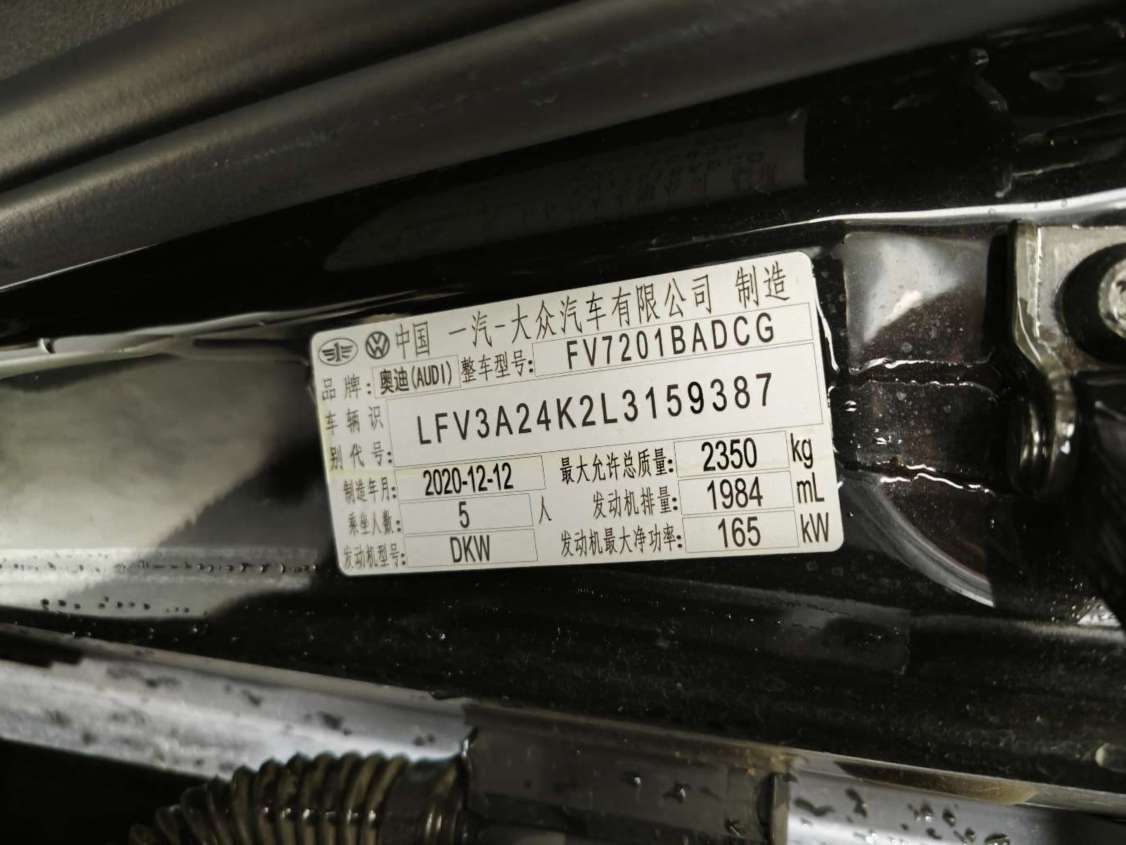 中国 一汽-大众汽车有限公司 制造
品牌: 奥迪(AUDI) 整车型号: FV7201BADCG
车辆识别代号: LFV3A24K2L3159387
制造年月: 2020-12-12 最大允许总质量: 2350 kg
乘坐人数: 5 人 发动机排量: 1984 mL
发动机型号: DKW 发动机最大净功率: 165 kW